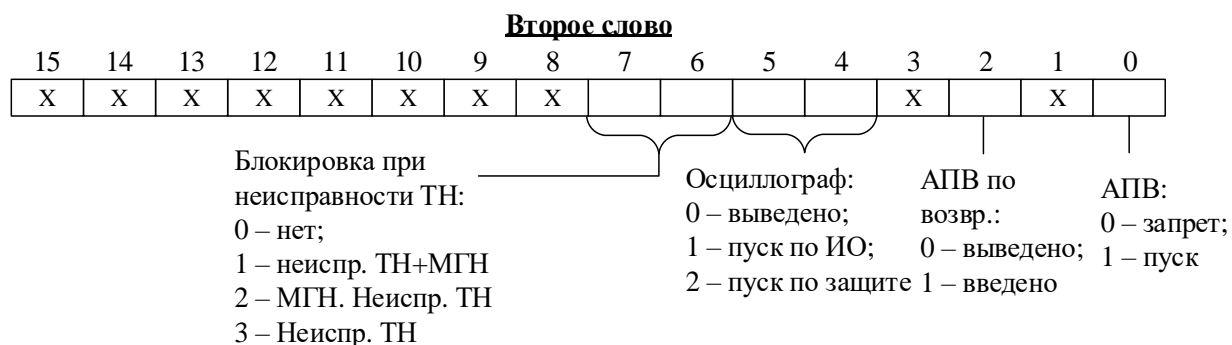 Второе слово
15 14 13 12 11 10 9 8 7 6 5 4 3 2 1 0
X X X X X X X X X X
Блокировка при
неисправности ТН:
0 – нет;
1 – неиспр. ТН+МГН
2 – МГН. Неиспр. ТН
3 – Неиспр. ТН
Осциллограф:
0 – выведено;
1 – пуск по ИО;
2 – пуск по защите
АПВ по
возвр.:
0 – выведено;
1 – введено
АПВ:
0 – запрет;
1 – пуск